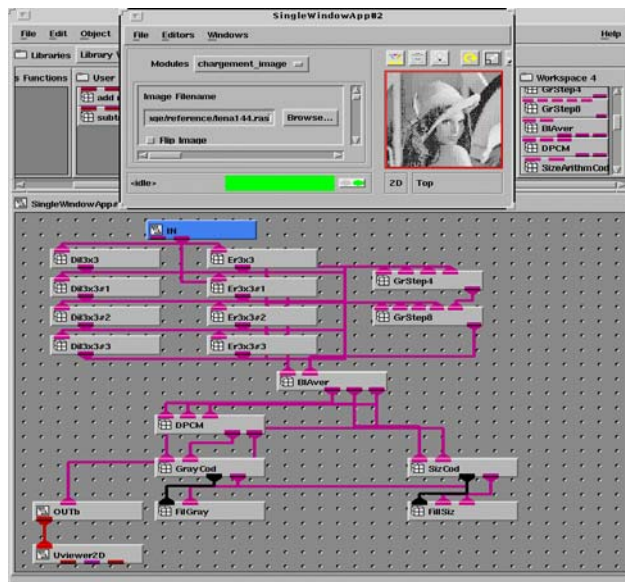 SingleWindowApp#2
File Edit Object
File Editors Windows
Help
Libraries Library
Modules chargement_image
Workspace 4
s Functions User
GrStep4
GrStep8
BlAver
DPCM
SizeArithmCod
Image Filename
age/reference/lena144.ras Browse...
Flip Image
<idle> 2D Top
SingleWindowApp#
IN
Dil3x3 Er3x3
Dil3x3#1 Er3x3#1 GrStep4
Dil3x3#2 Er3x3#2 GrStep8
Dil3x3#3 Er3x3#3
BlAver
DPCM
GrayCod SizCod
OUTb FilGray FillSiz
Uviewer2D